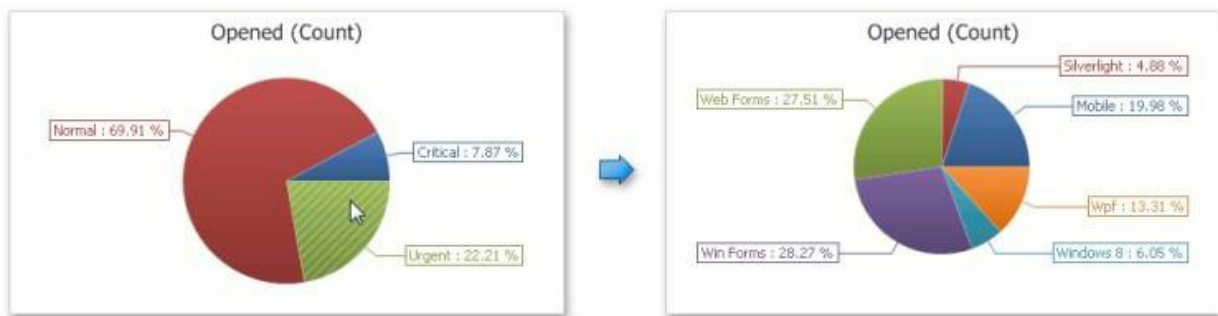 Opened (Count)
Normal : 69.91 %
Critical : 7.87 %
Urgent : 22.21 %
Opened (Count)
Silverlight : 4.88 %
Web Forms : 27.51 %
Mobile : 19.98 %
Wpf : 13.31 %
Win Forms : 28.27 %
Windows 8 : 6.05 %